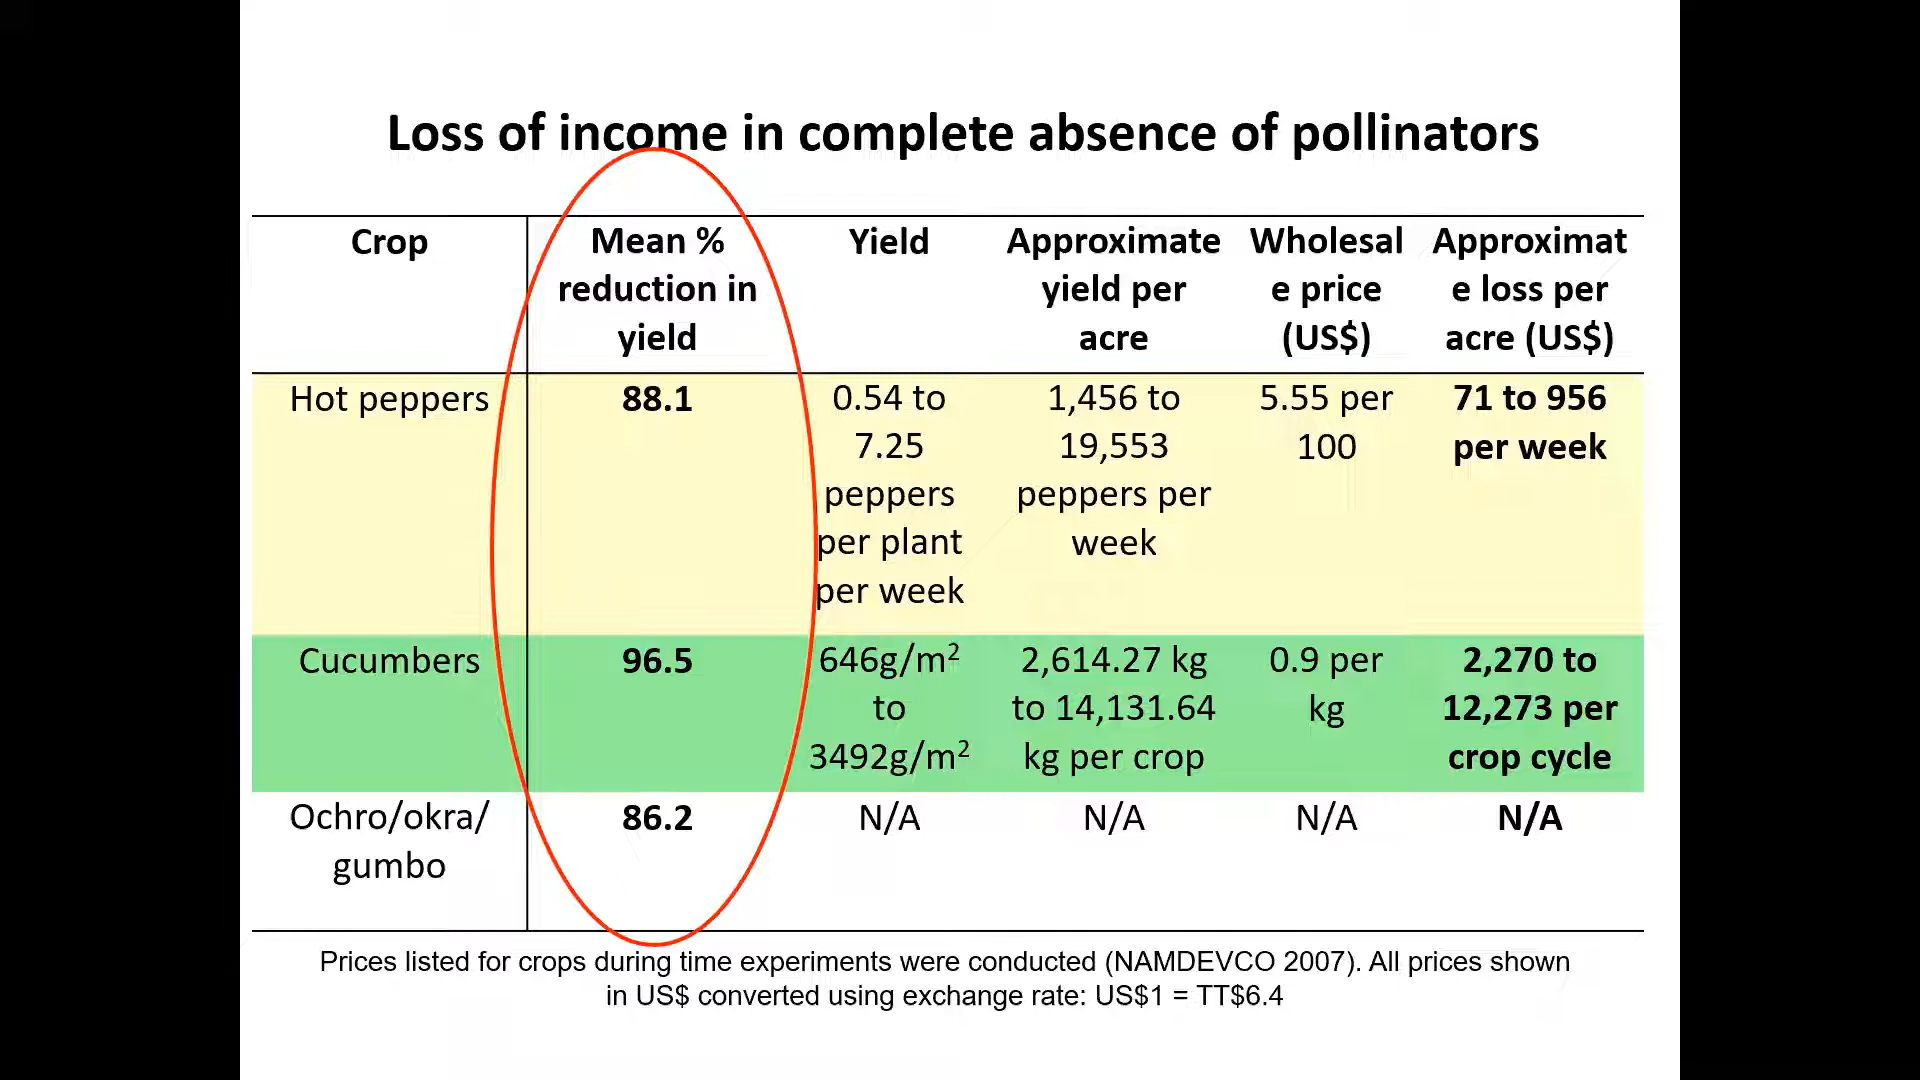 Loss of income in complete absence of pollinators
Crop
Mean %
reduction in
yield
Yield
Approximate
yield per
acre
Wholesal
e price
(US$)
Approximat
e loss per
acre (US$)
Hot peppers
88.1
0.54 to
7.25
peppers
per plant
per week
1,456 to
19,553
peppers per
week
5.55 per
100
71 to 956
per week
Cucumbers
96.5
646g/m²
to
3492g/m²
2,614.27 kg
to 14,131.64
kg per crop
0.9 per
kg
2,270 to
12,273 per
crop cycle
Ochro/okra/
gumbo
86.2
N/A
N/A
N/A
N/A
Prices listed for crops during time experiments were conducted (NAMDEVCO 2007). All prices shown
in US$ converted using exchange rate: US$1 = TT$6.4